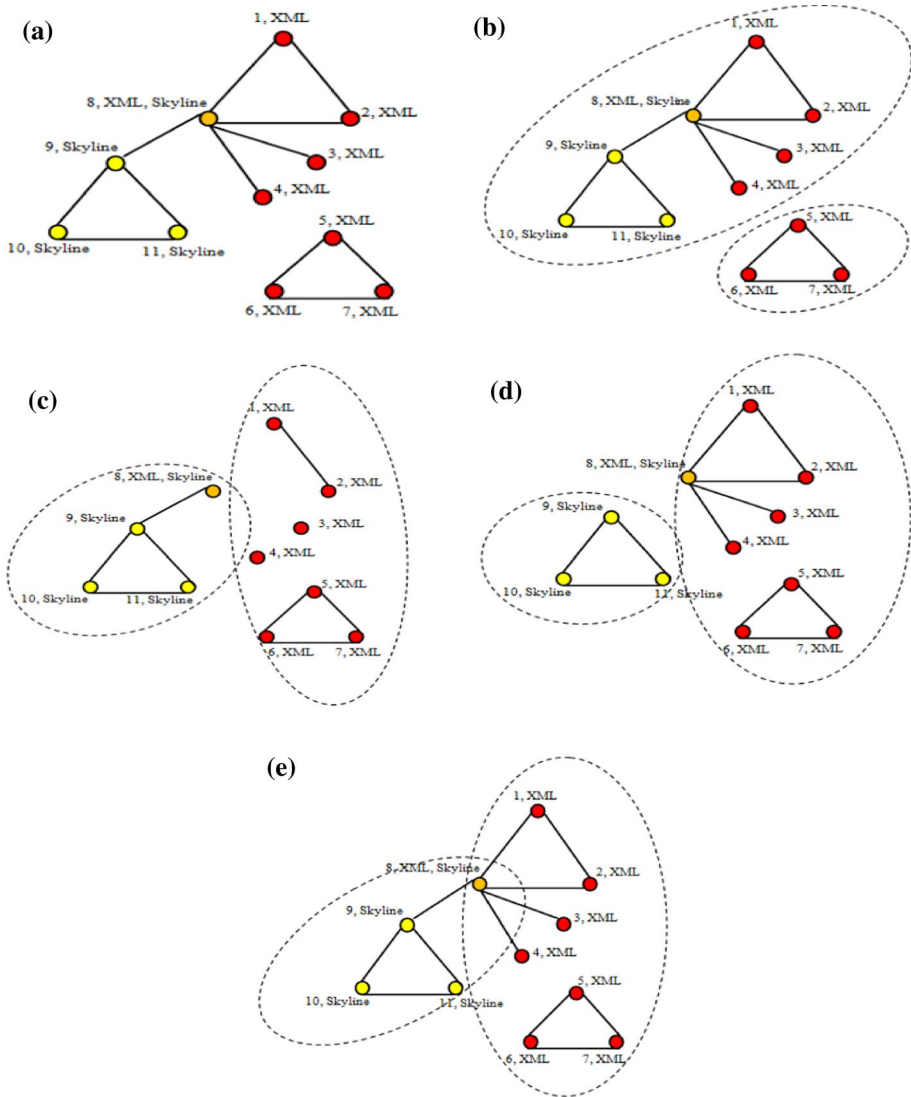 (a)
1, XML
8, XML, Skyline
2, XML
9, Skyline
3, XML
4, XML
5, XML
10, Skyline
11, Skyline
6, XML
7, XML
(b)
1, XML
8, XML, Skyline
2, XML
9, Skyline
3, XML
4, XML
5, XML
10, Skyline
11, Skyline
6, XML
7, XML
(c)
1, XML
8, XML, Skyline
2, XML
9, Skyline
3, XML
4, XML
5, XML
10, Skyline
11, Skyline
6, XML
7, XML
(d)
1, XML
8, XML, Skyline
2, XML
9, Skyline
3, XML
4, XML
5, XML
10, Skyline
11, Skyline
6, XML
7, XML
(e)
1, XML
8, XML, Skyline
2, XML
9, Skyline
3, XML
4, XML
5, XML
10, Skyline
11, Skyline
6, XML
7, XML